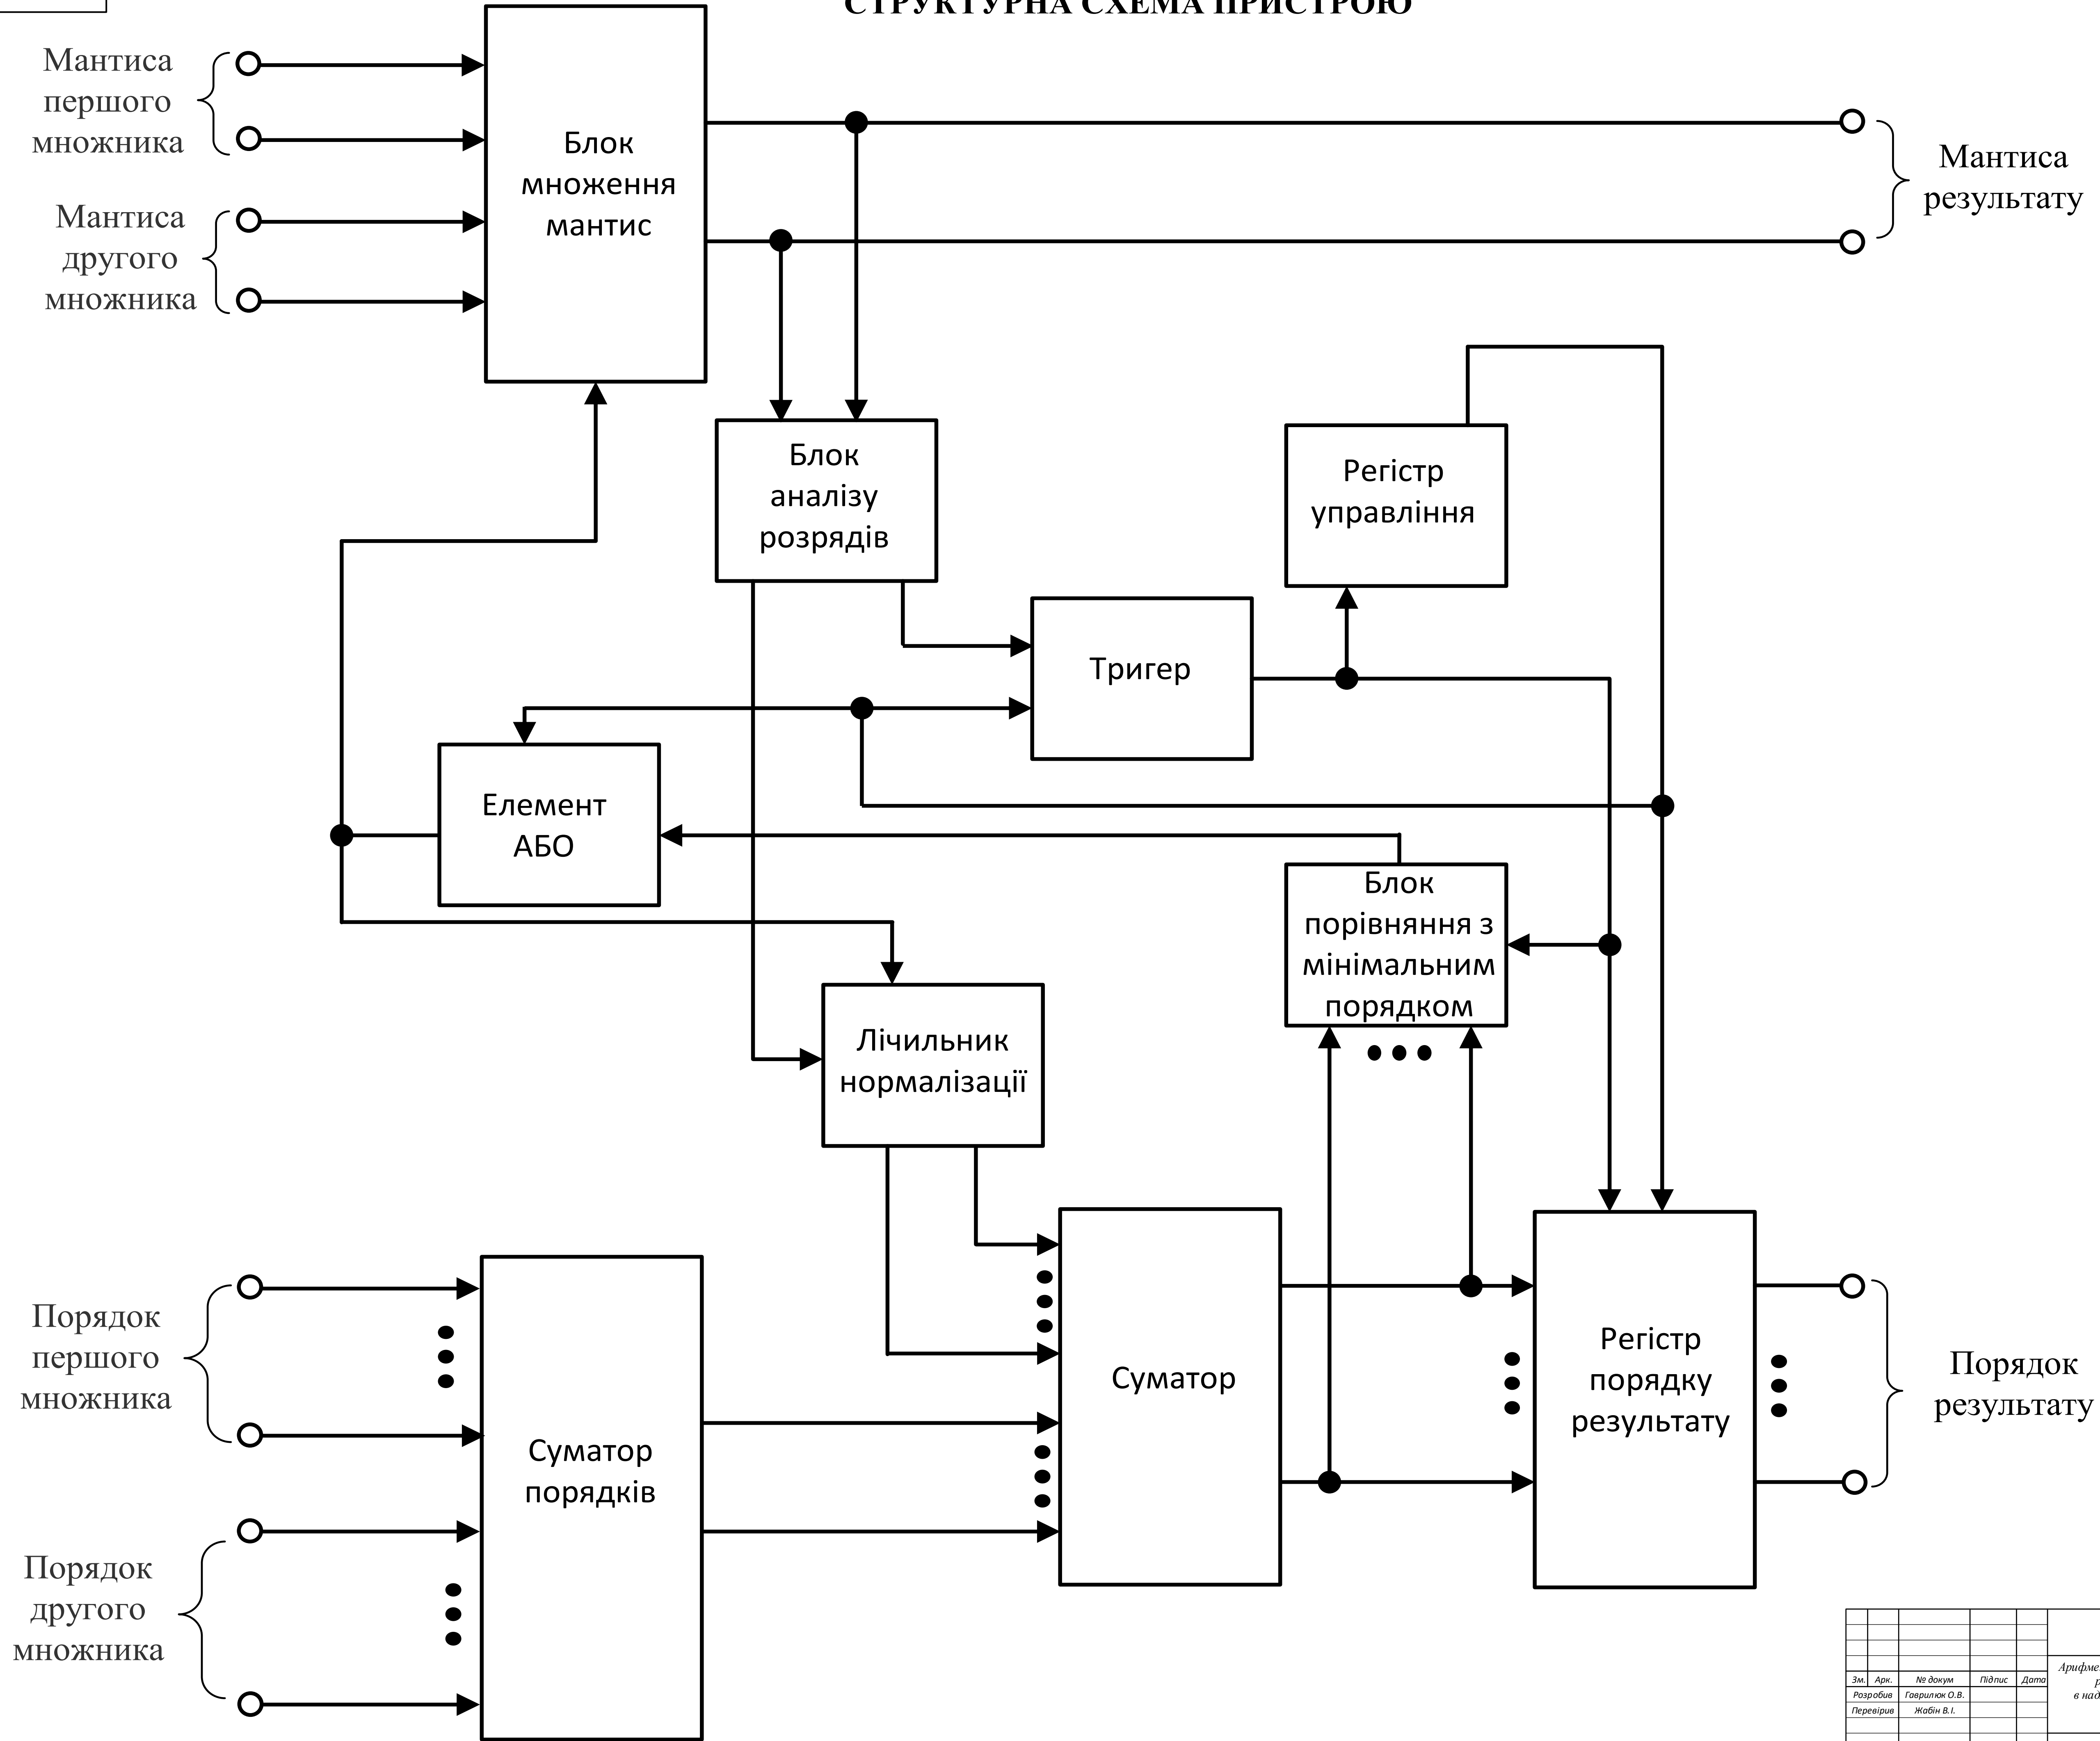 СТРУКТУРНА СХЕМА ПРИСТРОЮ
Мантиса
першого
множника
Мантиса
другого
множника
Блок
множення
мантис
Мантиса
результату
Блок
аналізу
розрядів
Регістр
управління
Тригер
Елемент
АБО
Блок
порівняння з
мінімальним
порядком
Лічильник
нормалізації
Порядок
першого
множника
Порядок
другого
множника
Суматор
порядків
Суматор
Регістр
порядку
результату
Порядок
результату
Зм. Арк. № докум Підпис Дата
Розробив Гаврилюк О.В.
Перевірив Жабін В.І.